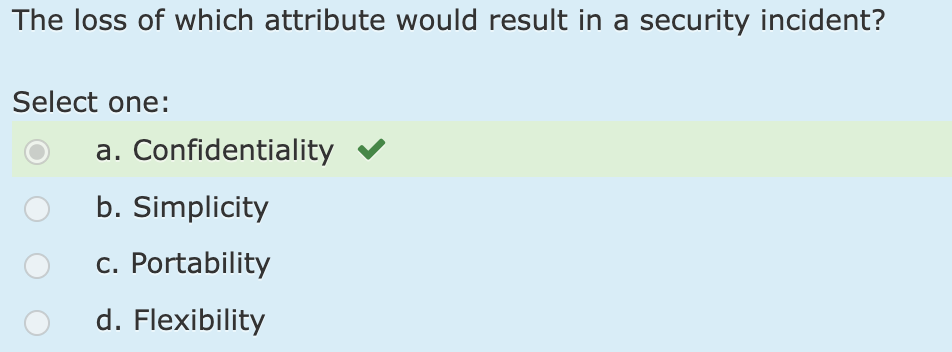 The loss of which attribute would result in a security incident?
Select one:
a. Confidentiality
b. Simplicity
c. Portability
d. Flexibility